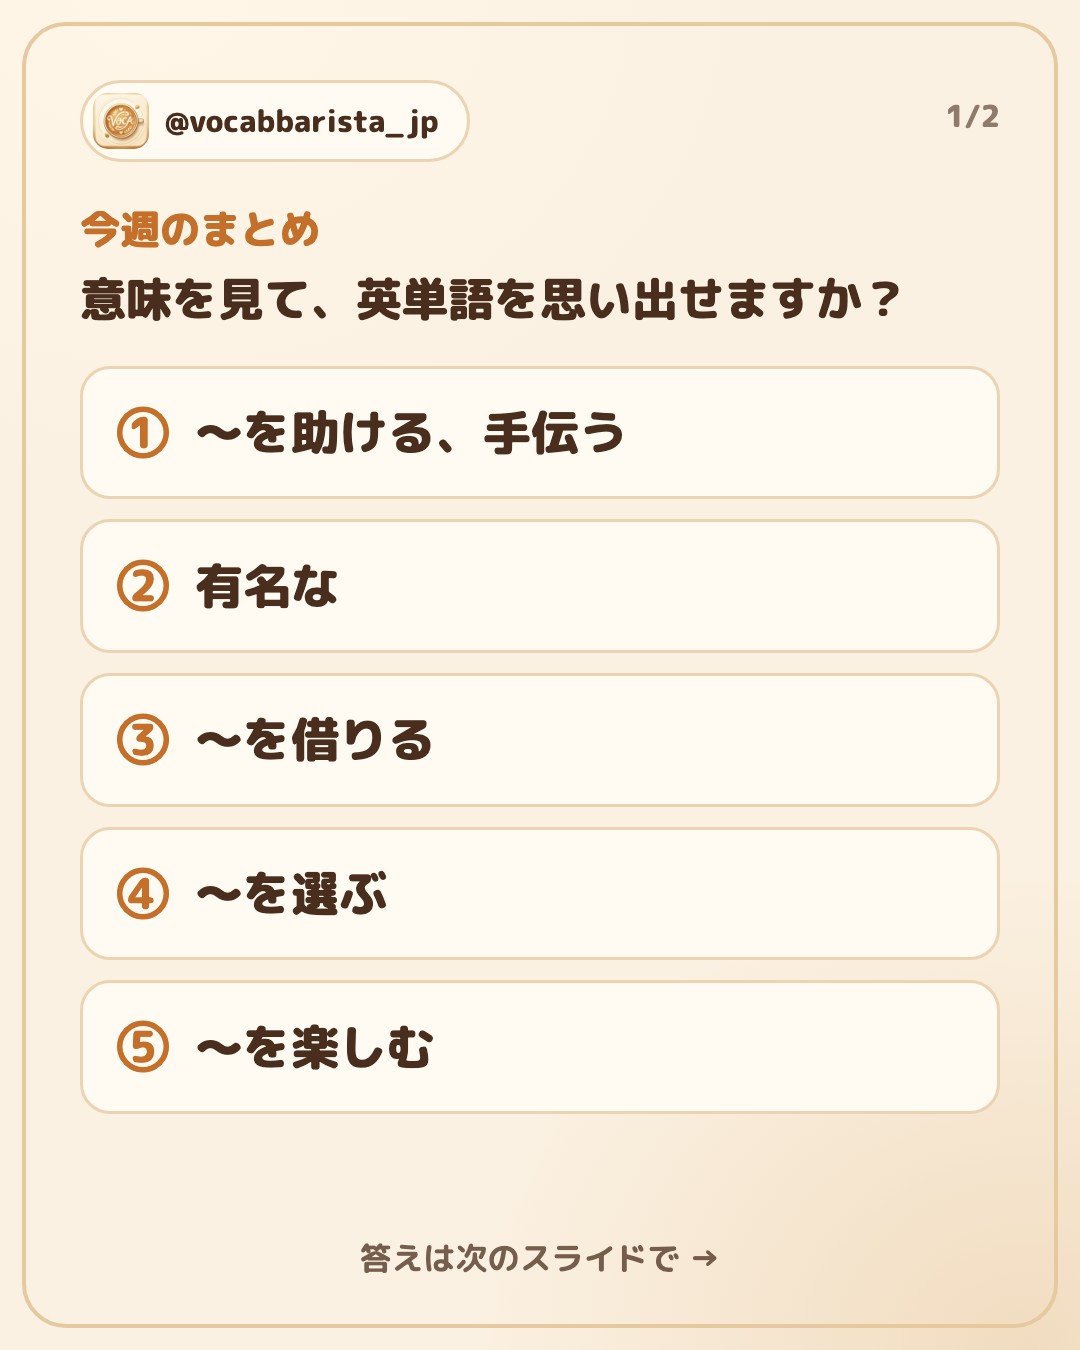 @vocabbarista_jp
1/2
今週のまとめ
意味を見て、英単語を思い出せますか？
① 〜を助ける、手伝う
② 有名な
③ 〜を借りる
④ 〜を選ぶ
⑤ 〜を楽しむ
答えは次のスライドで →